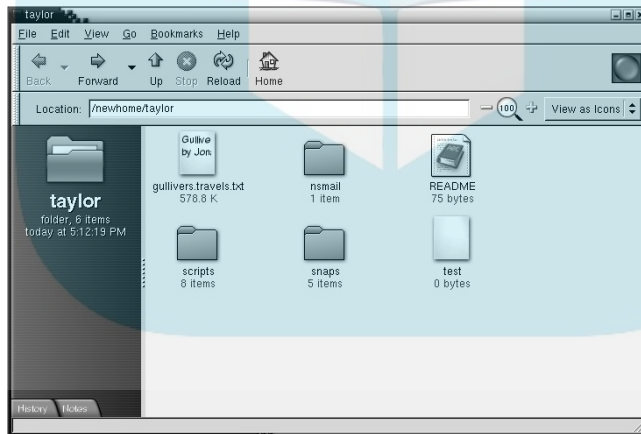 taylor
File Edit View Go Bookmarks Help
Back Forward Up Stop Reload Home
Location: /newhome/taylor 100 View as Icons
Gullive
by Jon
gullivers.travels.txt nsmail README
578.8 K 1 item 75 bytes
taylor
folder, 6 items
today at 5:12:19 PM
scripts snaps test
8 items 5 items 0 bytes
History Notes